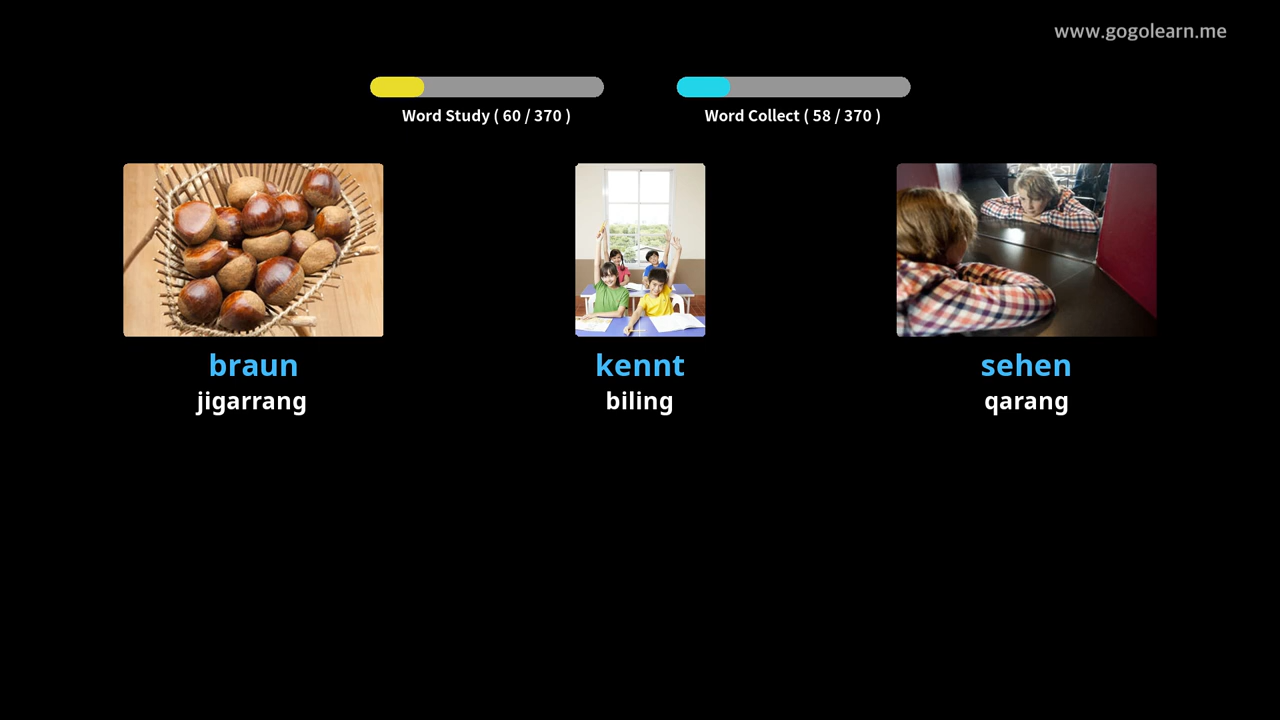 www.gogolearn.me
Word Study ( 60 / 370 )
Word Collect ( 58 / 370 )
braun
jigarrang
kennt
biling
sehen
qarang